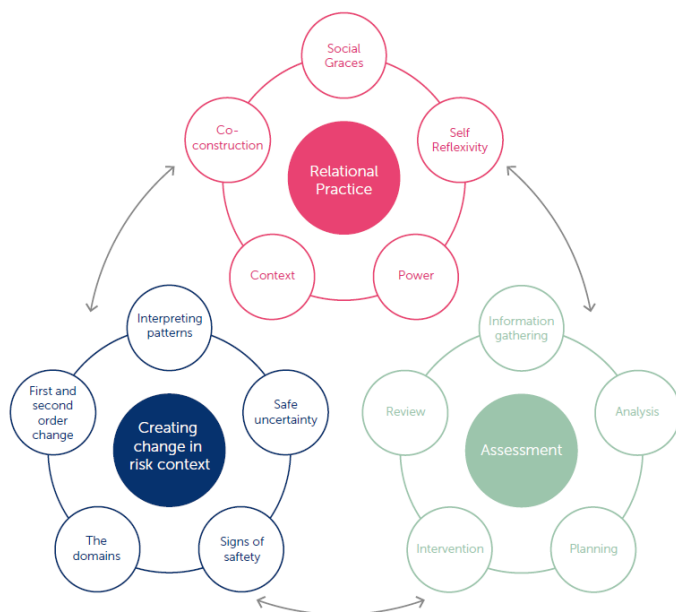 Social
Graces
Co-
construction
Self
Reflexivity
Relational
Practice
Context
Power
Interpreting
patterns
First and
second
order
change
Safe
uncertainty
Creating
change in
risk context
The
domains
Signs of
saftety
Information
gathering
Review
Analysis
Assessment
Intervention
Planning